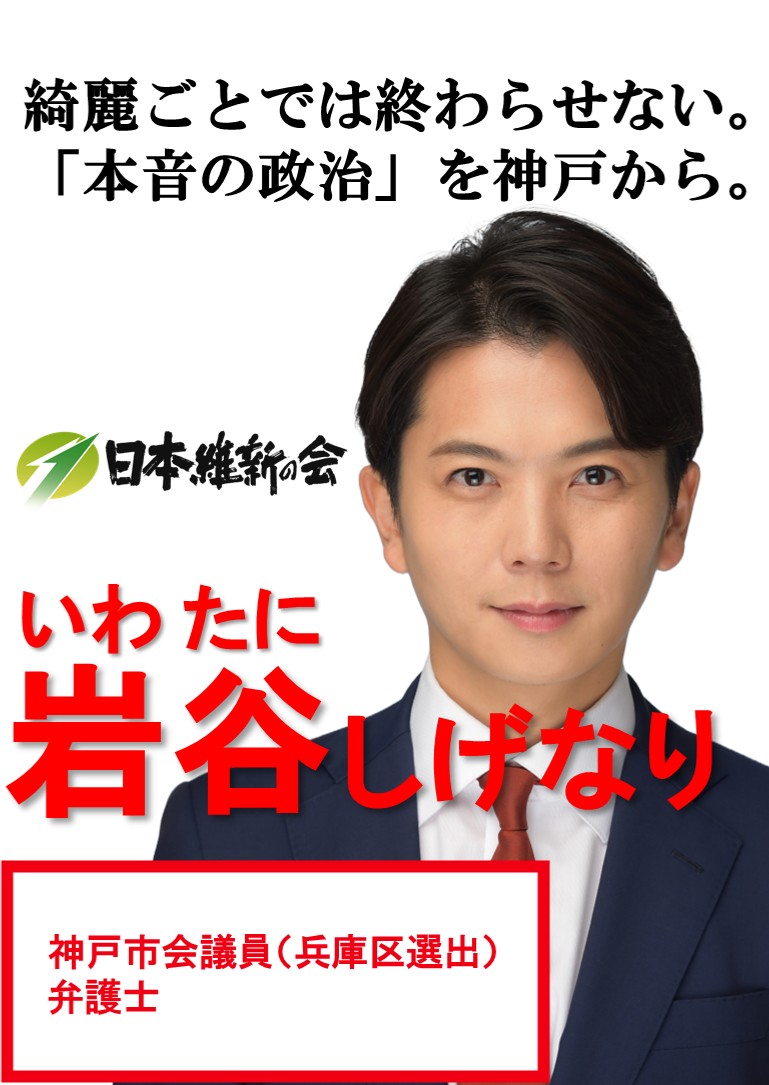 綺麗ごとでは終わらせない。
「本音の政治」を神戸から。
日本維新の会
いわ たに
岩谷しげなり
神戸市会議員（兵庫区選出）
弁護士